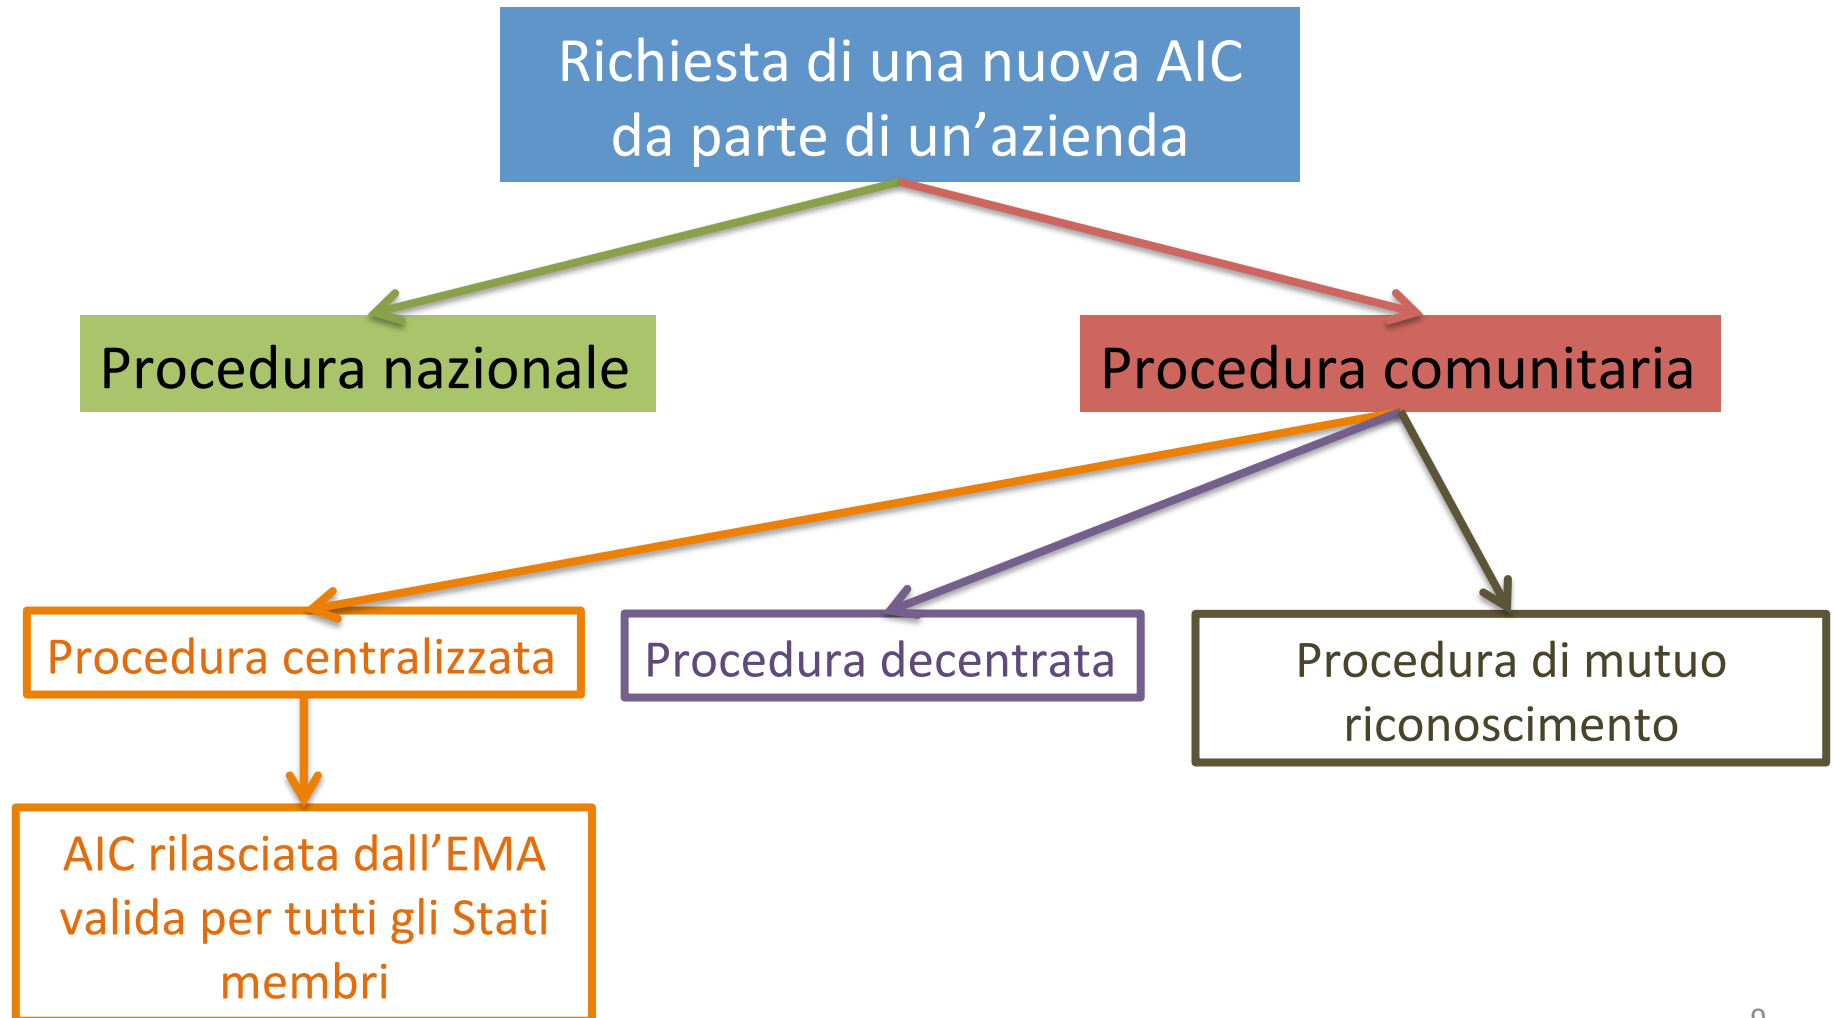 Richiesta di una nuova AIC
da parte di un’azienda
Procedura nazionale
Procedura comunitaria
Procedura centralizzata
Procedura decentrata
Procedura di mutuo
riconoscimento
AIC rilasciata dall’EMA
valida per tutti gli Stati
membri